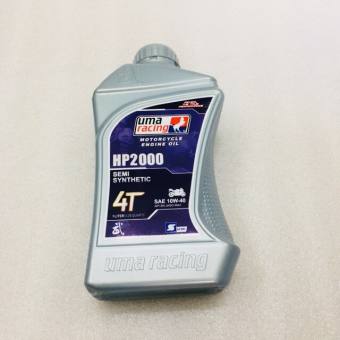 uma
racing
MOTORCYCLE
ENGINE OIL
HP2000
SEMI
SYNTHETIC
4T
SAE 10W-40
uma racing